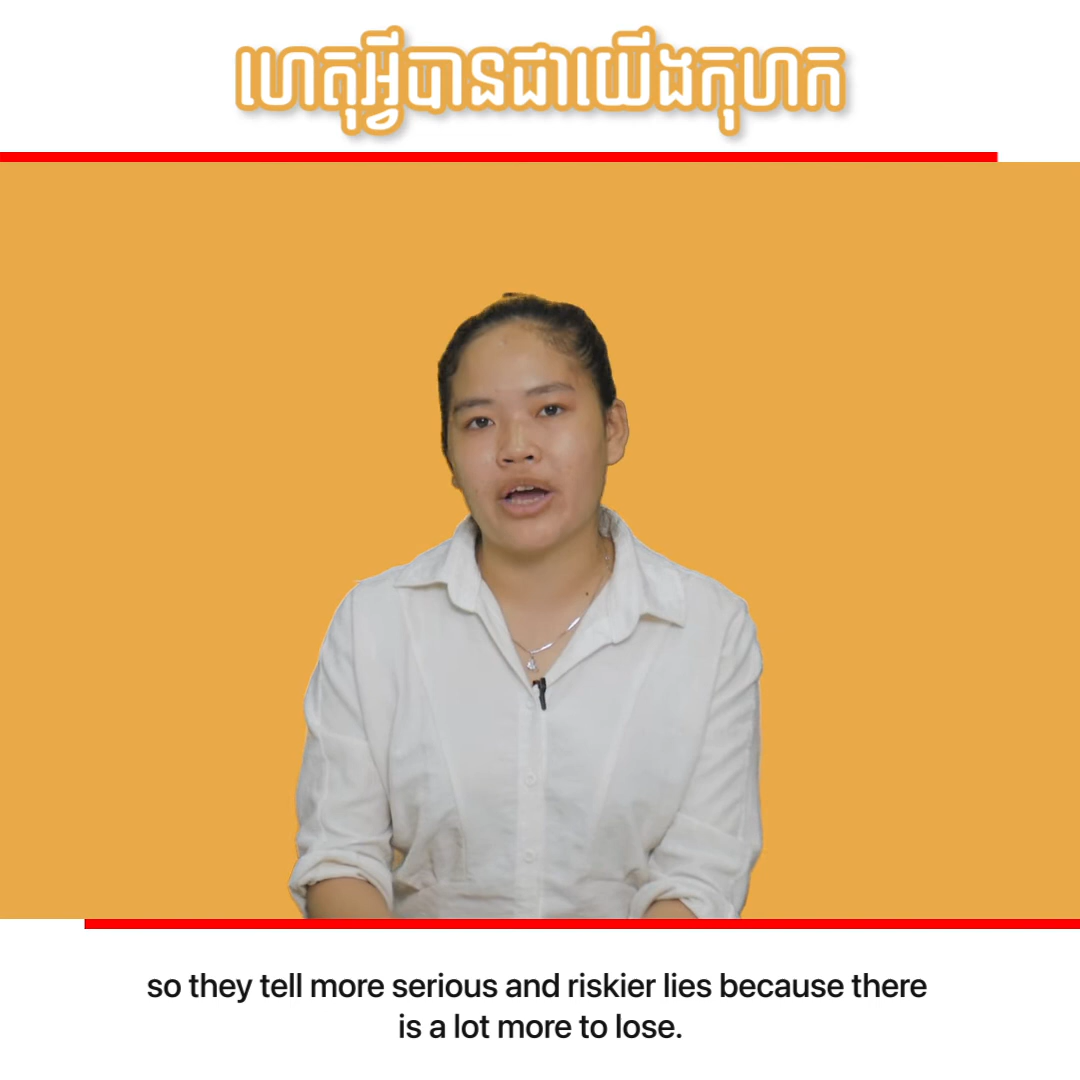 ហេតុអ្វីបានជាយើងកុហក
so they tell more serious and riskier lies because there
is a lot more to lose.